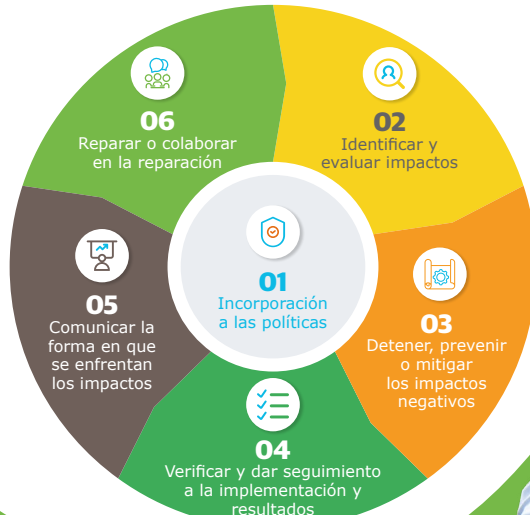 01
Incorporación
a las políticas
02
Identificar y
evaluar impactos
03
Detener, prevenir
o mitigar
los impactos
negativos
04
Verificar y dar seguimiento
a la implementación y
resultados
05
Comunicar la
forma en que
se enfrentan
los impactos
06
Reparar o colaborar
en la reparación